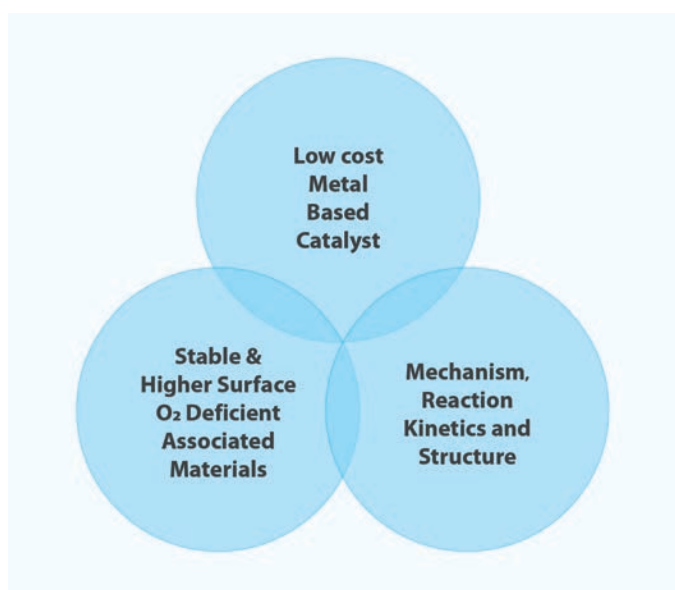 Low cost
Metal
Based
Catalyst
Stable &
Higher Surface
O₂ Deficient
Associated
Materials
Mechanism,
Reaction
Kinetics and
Structure